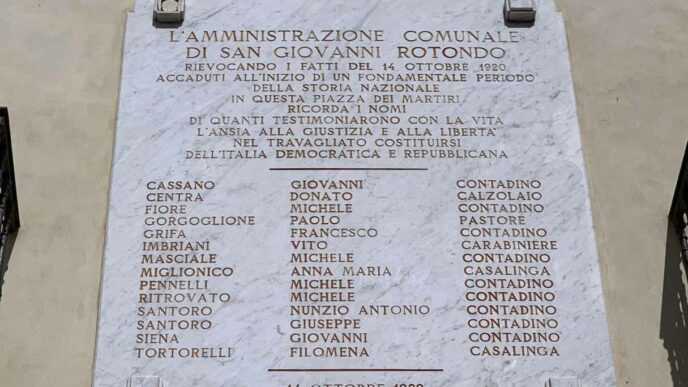 L'AMMINISTRAZIONE COMUNALE
DI SAN GIOVANNI ROTONDO
RIEVOCANDO I FATTI DEL 14 OTTOBRE 1920
ACCADUTI ALL'INIZIO DI UN FONDAMENTALE PERIODO
DELLA STORIA NAZIONALE
IN QUESTA PIAZZA DEI MARTIRI
RICORDA I NOMI
DI QUANTI TESTIMONIARONO CON LA VITA
L'ANSIA ALLA GIUSTIZIA E ALLA LIBERTA'
NEL TRAVAGLIATO COSTITUIRSI
DELL'ITALIA DEMOCRATICA E REPUBBLICANA
CASSANO GIOVANNI CONTADINO
CENTRA DONATO CALZOLAIO
FIORE MICHELE CONTADINO
GORGOGLIONE PAOLO PASTORE
GRIFA FRANCESCO CONTADINO
IMBRIANI VITO CARABINIERE
MASCIALE MICHELE CONTADINO
MIGLIONICO ANNA MARIA CASALINGA
PENNELLI MICHELE CONTADINO
RITROVATO MICHELE CONTADINO
SANTORO NUNZIO ANTONIO CONTADINO
SANTORO GIUSEPPE CONTADINO
SIENA GIOVANNI CONTADINO
TORTORELLI FILOMENA CASALINGA
OTTOBRE